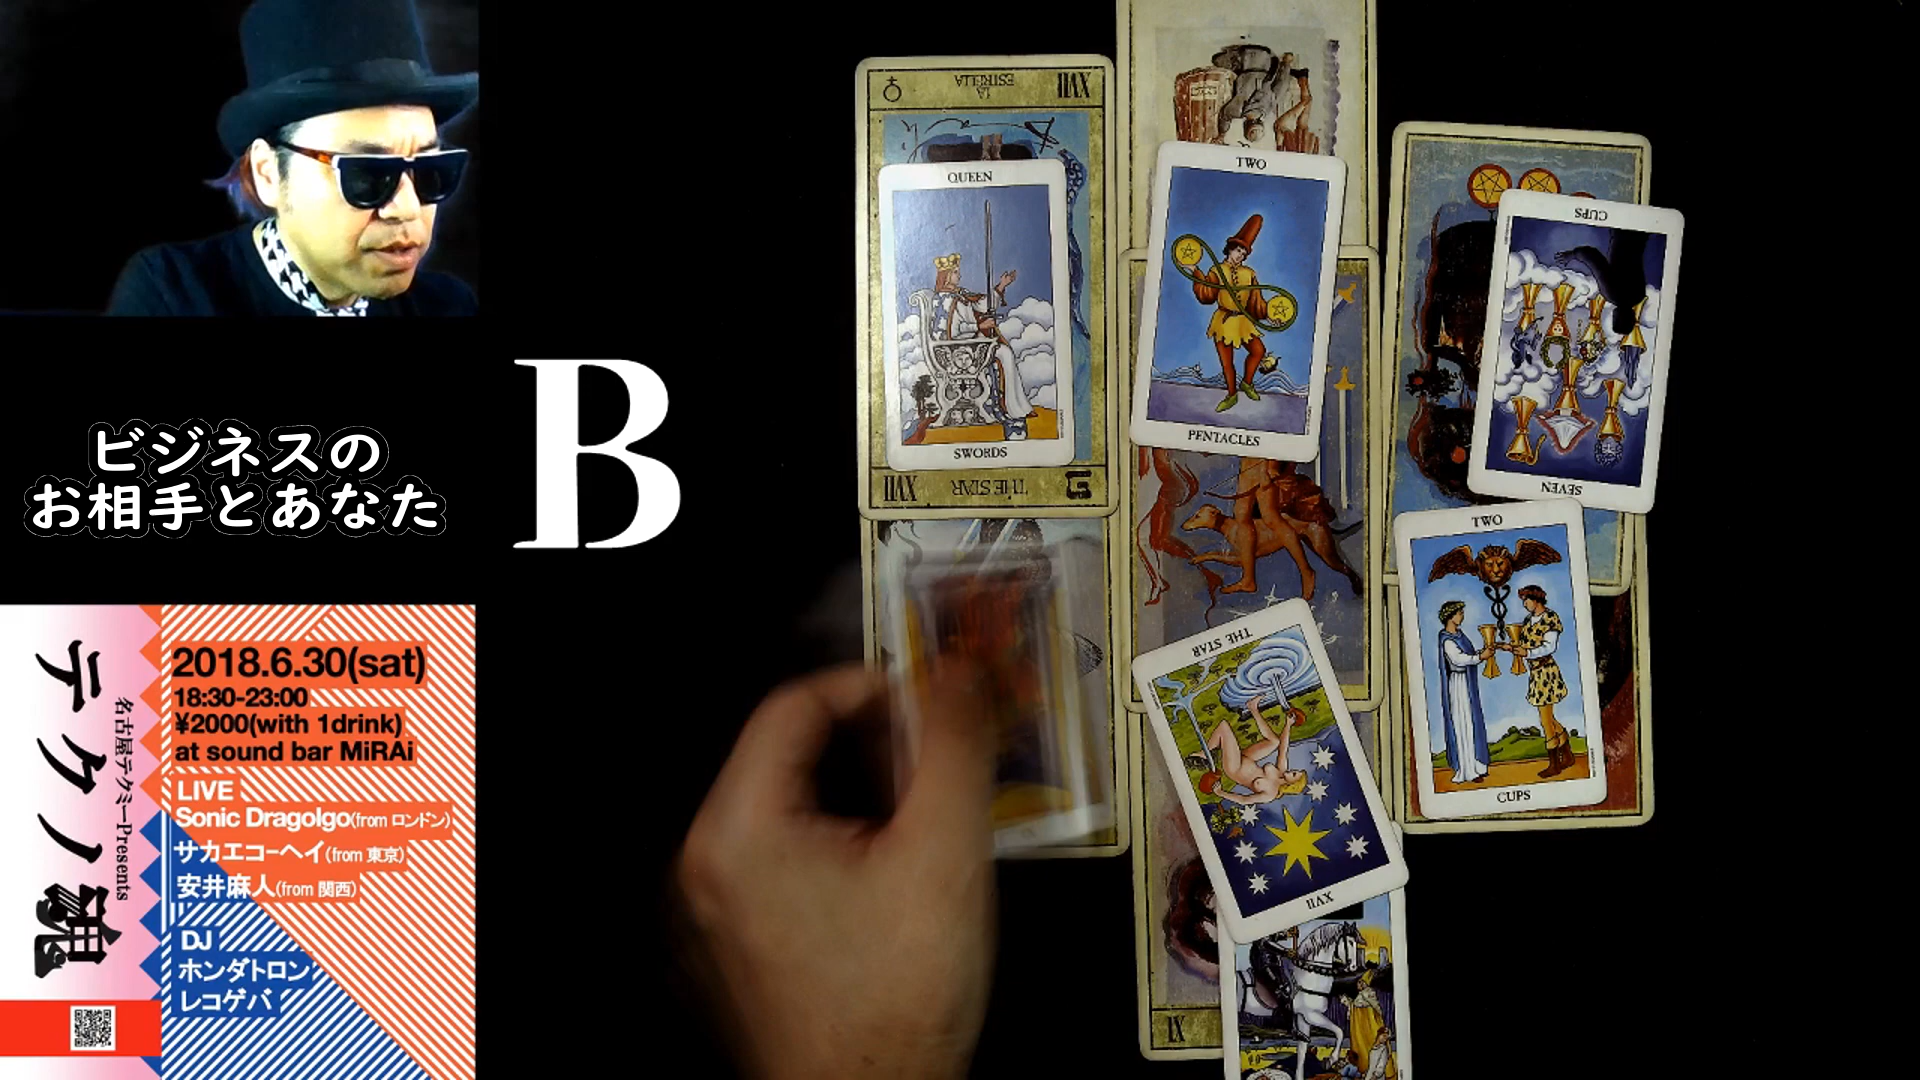 ビジネスの
お相手とあなた
B
テクノ魂
名古屋テクミーPresents
2018.6.30(sat)
18:30-23:00
¥2000(with 1drink)
at sound bar MiRAi
LIVE
Sonic Dragolgo(from ロンドン)
サカエコーヘイ(from 東京)
安井麻人(from 関西)
DJ
ホンダトロン
レコゲバ
XVII
LA
ESTRELLA
QUEEN
SWORDS
XVII
THE STAR
TWO
PENTACLES
CUPS
SEVEN
TWO
CUPS
THE STAR
XVII
XI